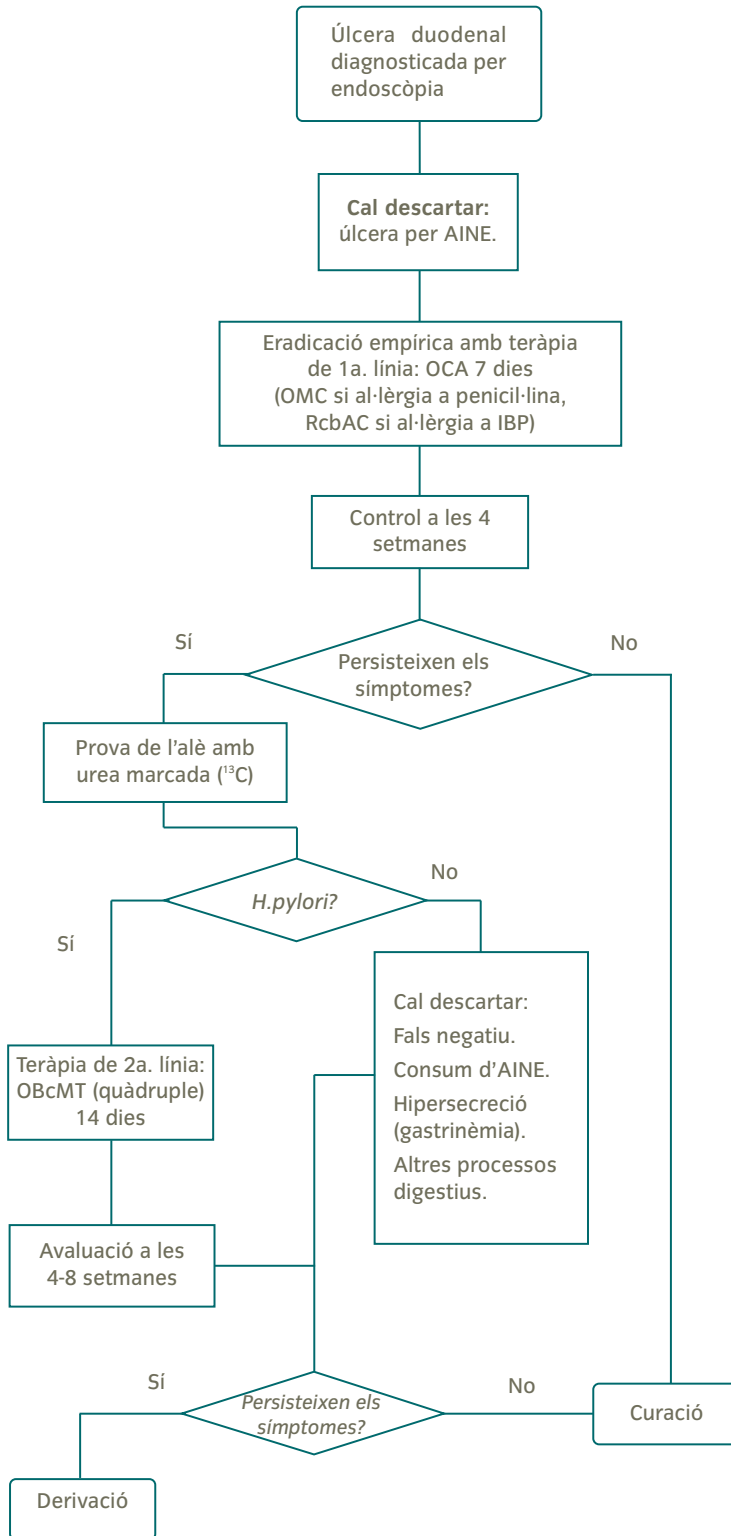 Úlcera duodenal
diagnosticada per
endoscòpia
Cal descartar:
úlcera per AINE.
Eradicació empírica amb teràpia
de 1a. línia: OCA 7 dies
(OMC si al·lèrgia a penicil·lina,
RcbAC si al·lèrgia a IBP)
Control a les 4
setmanes
Sí
No
Persisteixen els
símptomes?
Prova de l’alè amb
urea marcada (¹³C)
No
H.pylori?
Sí
Cal descartar:
Fals negatiu.
Consum d’AINE.
Hipersecreció
(gastrinèmia).
Altres processos
digestius.
Teràpia de 2a. línia:
OBcMT (quàdruple)
14 dies
Avaluació a les
4-8 setmanes
Sí
No
Persisteixen els
símptomes?
Curació
Derivació